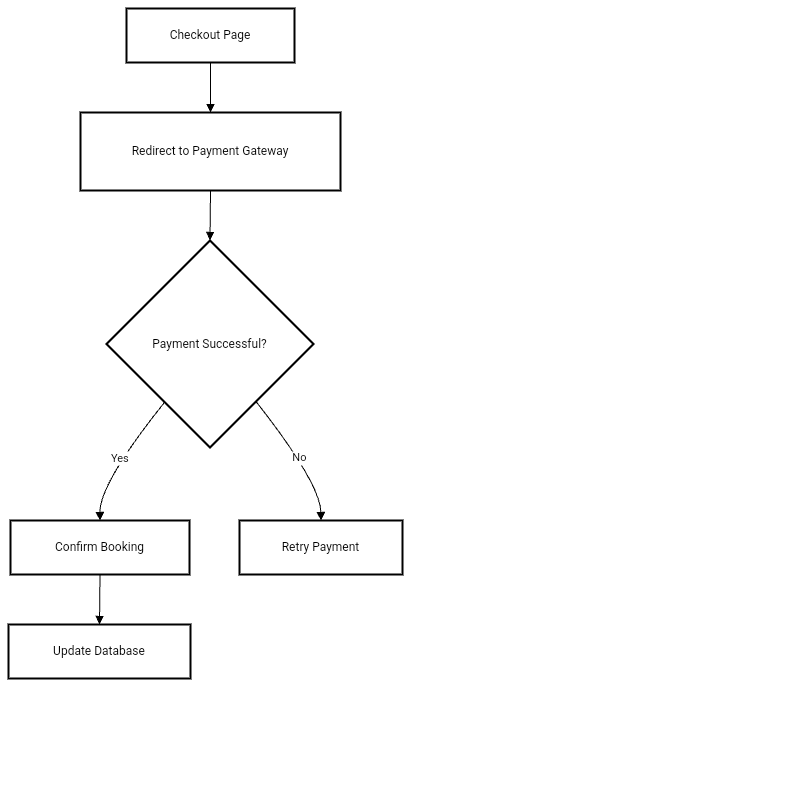 Checkout Page
Redirect to Payment Gateway
Payment Successful?
Yes
No
Confirm Booking
Retry Payment
Update Database